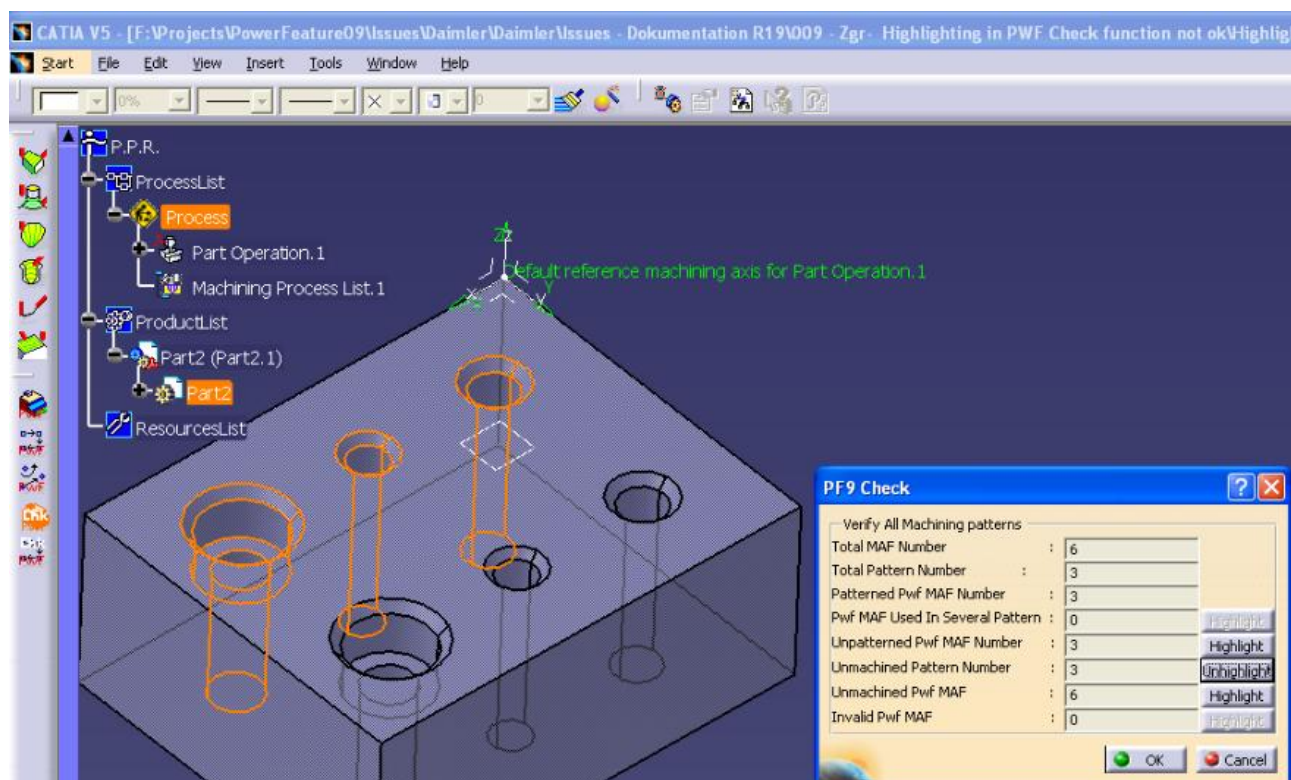 CATIA V5 - [F:\Projects\PowerFeature09\Issues\Daimler\Daimler\Issues - Dokumentation R19\009 - Zgr- Highlighting in PWF Check function not ok\Highlig
Start File Edit View Insert Tools Window Help
0% 0
P.P.R.
ProcessList
Process
Part Operation.1
Machining Process List.1
ProductList
Part2 (Part2.1)
Part2
ResourcesList
Z
Default reference machining axis for Part Operation.1
X Y Y
Chk
PF9 Check
Verify All Machining patterns
Total MAF Number : 6
Total Pattern Number : 3
Patterned Pwf MAF Number : 3
Pwf MAF Used In Several Pattern : 0 Highlight
Unpatterned Pwf MAF Number : 3 Highlight
Unmachined Pattern Number : 3 Unhighlight
Unmachined Pwf MAF : 6 Highlight
Invalid Pwf MAF : 0 Highlight
OK Cancel